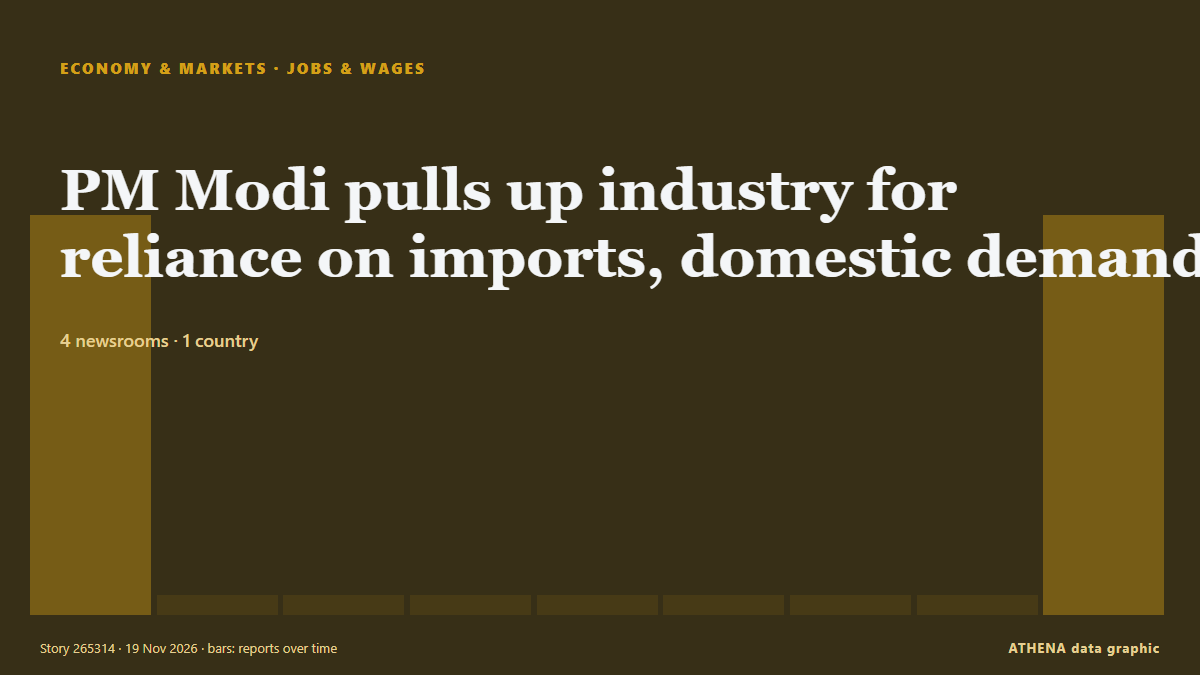 ECONOMY & MARKETS · JOBS & WAGES
PM Modi pulls up industry for
reliance on imports, domestic demand
4 newsrooms · 1 country
Story 265314 · 19 Nov 2026 · bars: reports over time
ATHENA data graphic